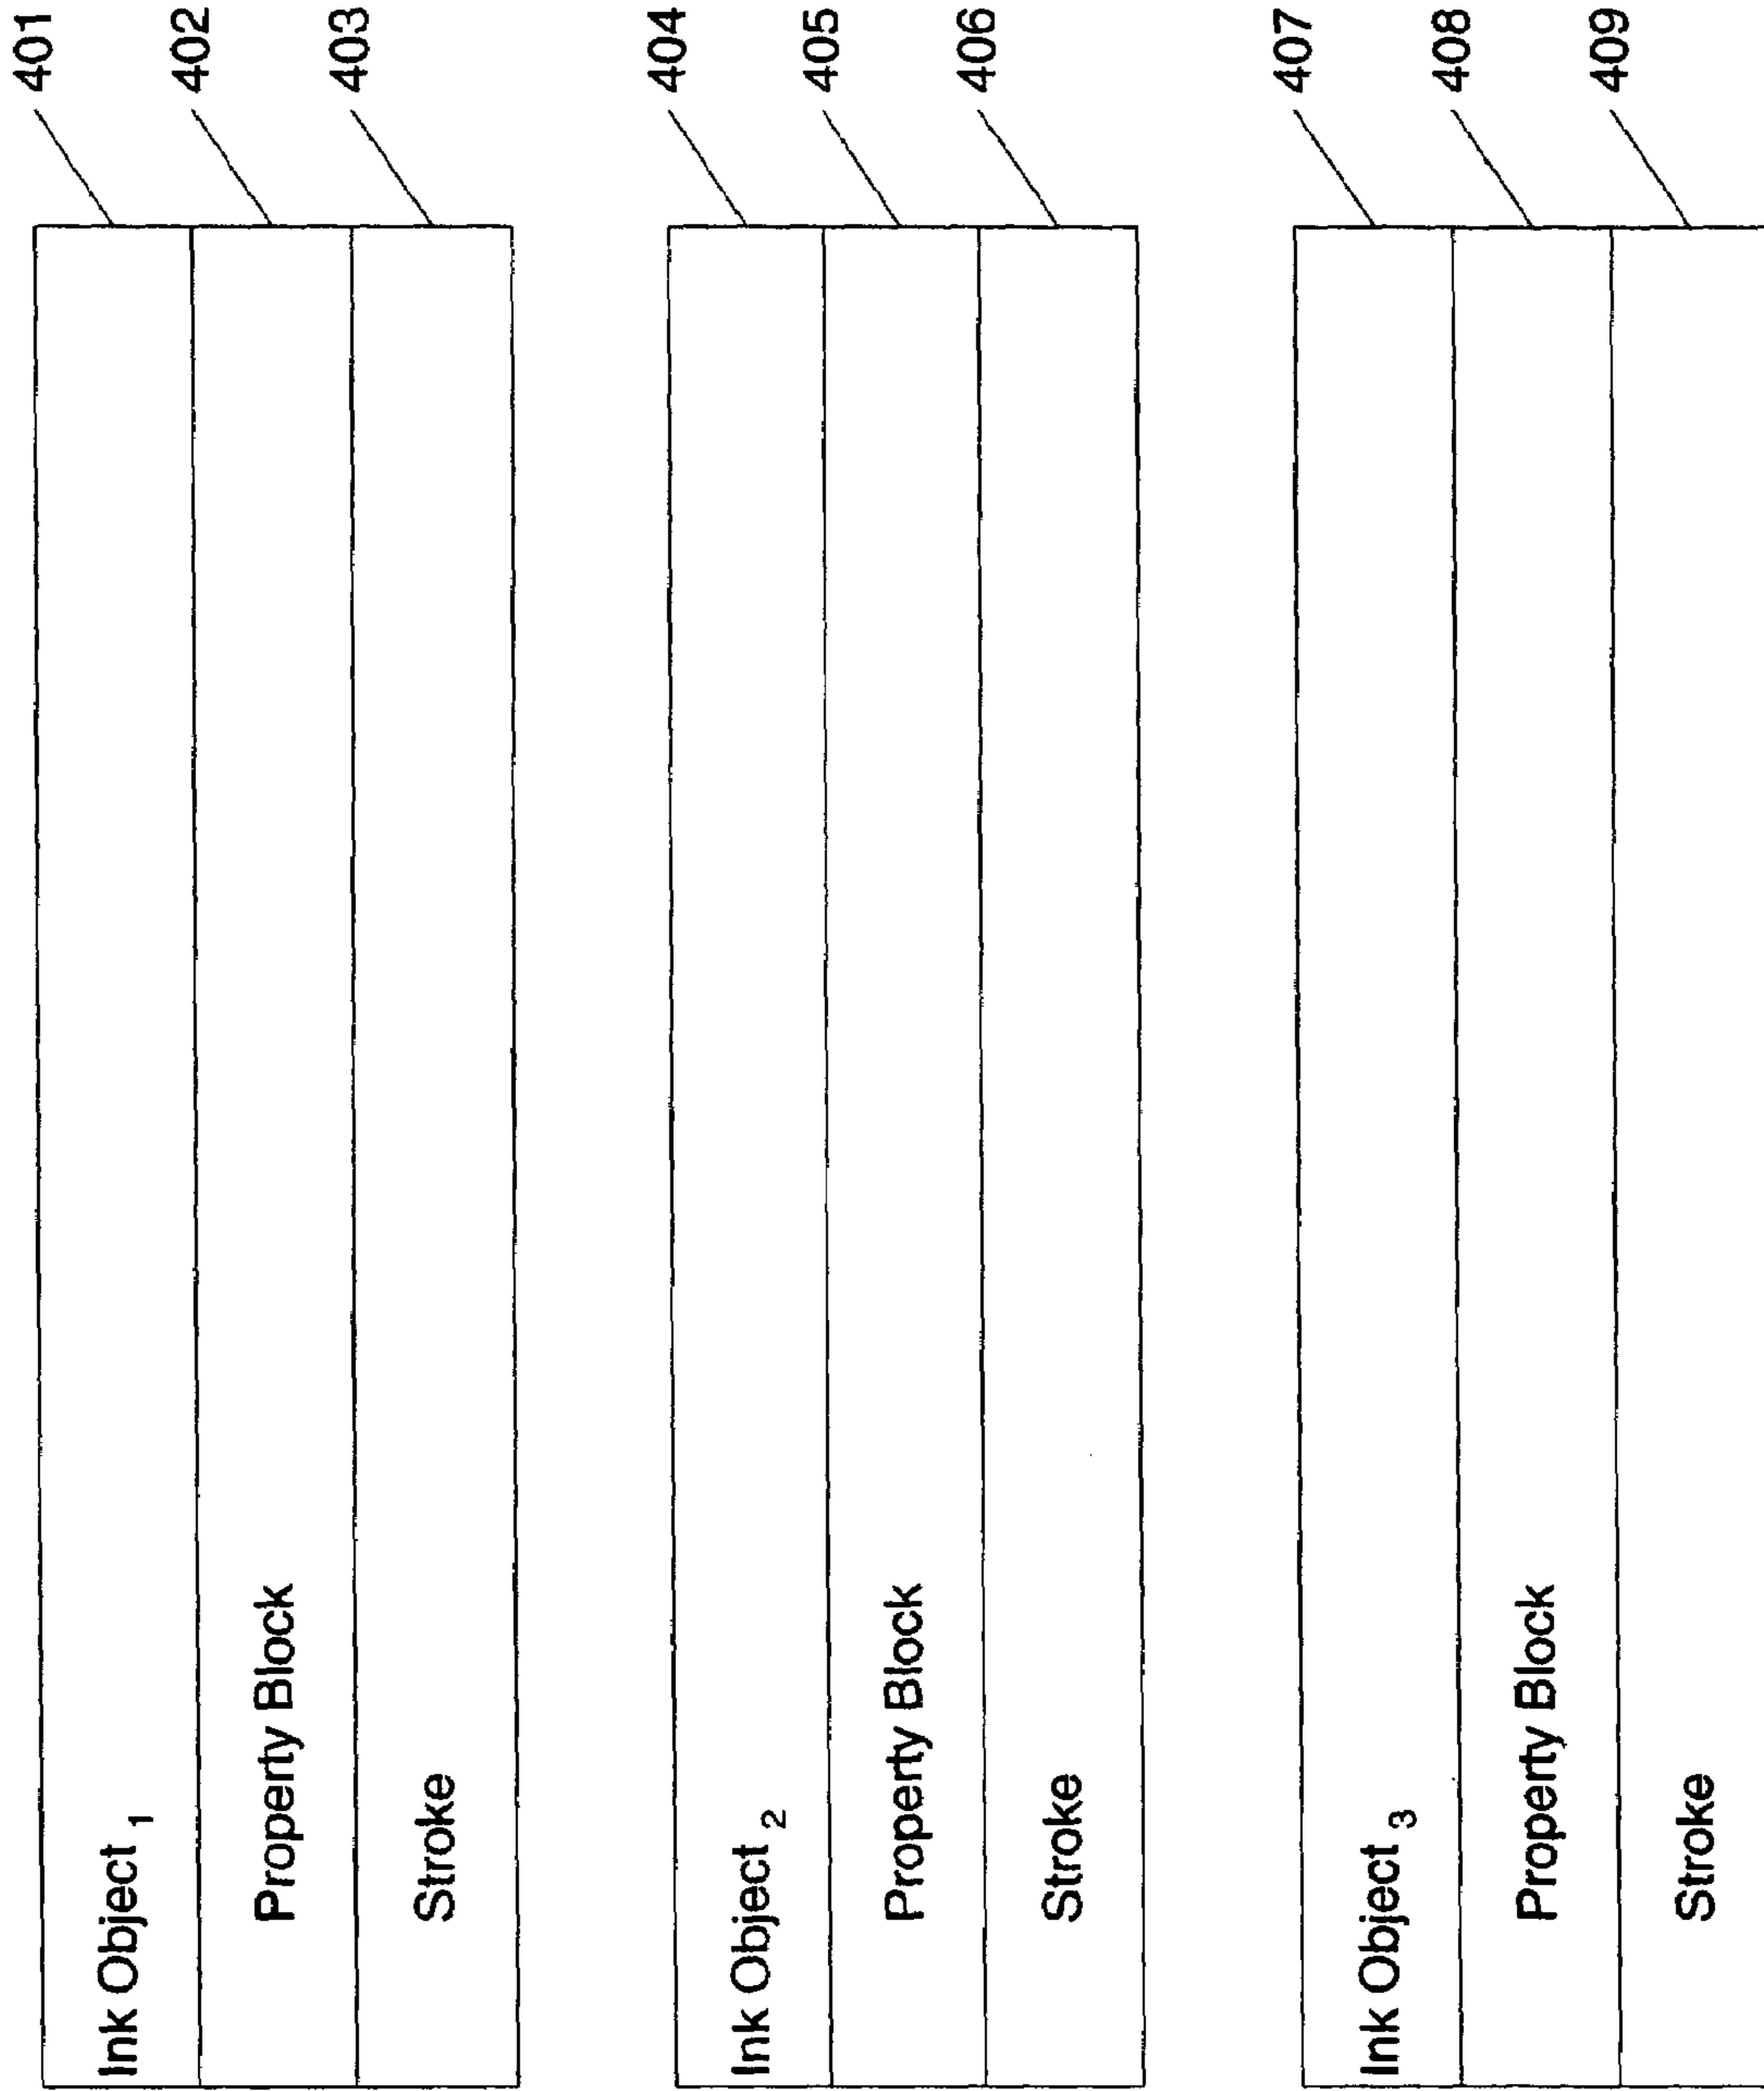 Ink Object 1 401
Property Block 402
Stroke 403
Ink Object 2 404
Property Block 405
Stroke 406
Ink Object 3 407
Property Block 408
Stroke 409